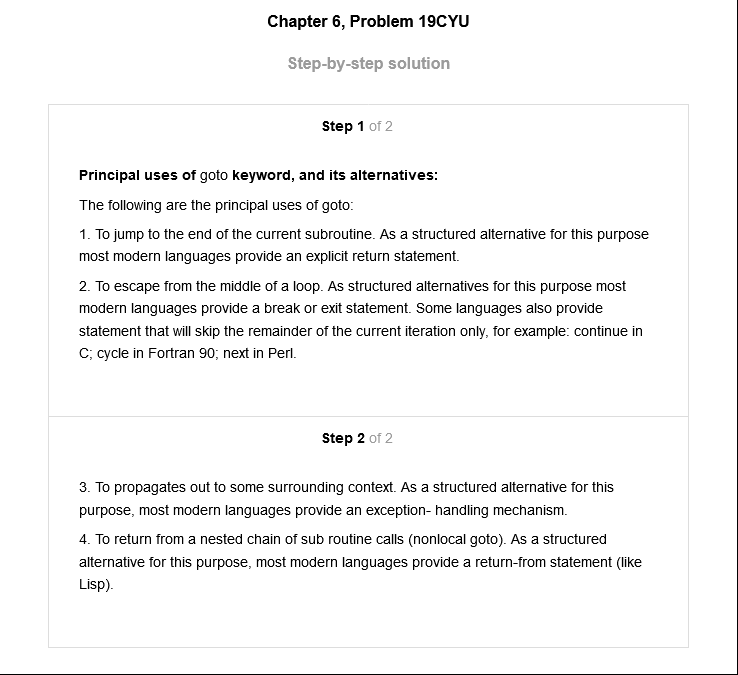 Chapter 6, Problem 19CYU
Step-by-step solution
Step 1 of 2
Principal uses of goto keyword, and its alternatives:
The following are the principal uses of goto:
1. To jump to the end of the current subroutine. As a structured alternative for this purpose
most modern languages provide an explicit return statement.
2. To escape from the middle of a loop. As structured alternatives for this purpose most
modern languages provide a break or exit statement. Some languages also provide
statement that will skip the remainder of the current iteration only, for example: continue in
C; cycle in Fortran 90; next in Perl.
Step 2 of 2
3. To propagates out to some surrounding context. As a structured alternative for this
purpose, most modern languages provide an exception- handling mechanism.
4. To return from a nested chain of sub routine calls (nonlocal goto). As a structured
alternative for this purpose, most modern languages provide a return-from statement (like
Lisp).